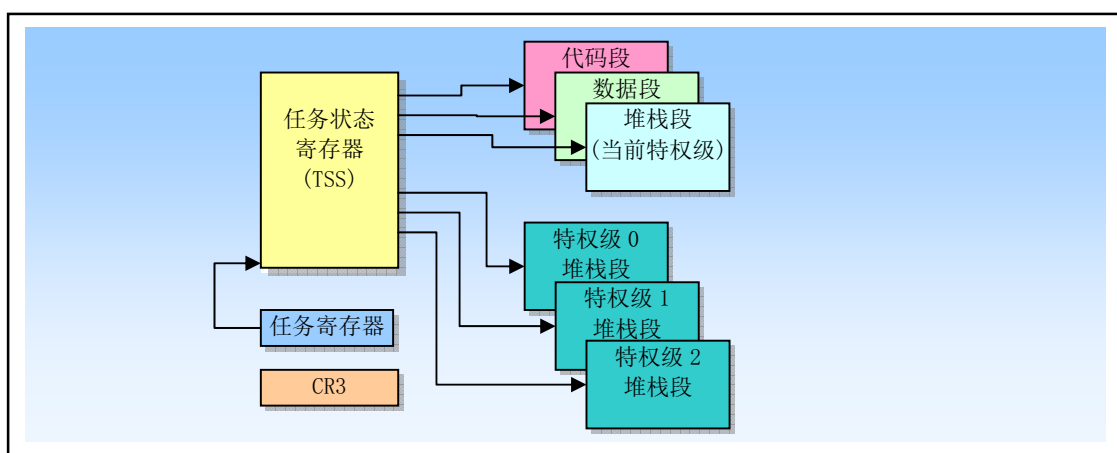 代码段
数据段
堆栈段
(当前特权级)
任务状态
寄存器
(TSS)
特权级 0
堆栈段
特权级 1
堆栈段
特权级 2
堆栈段
任务寄存器
CR3